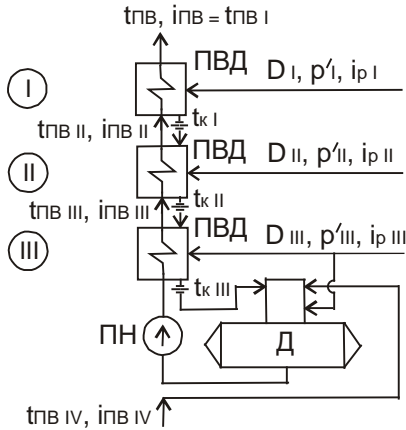 tПВ, iПВ = tПВ I
I
ПВД
D I, p′I, ip I
tк I
tПВ II, iПВ II
II
ПВД
D II, p′II, ip II
tк II
tПВ III, iПВ III
III
ПВД
D III, p′III, ip III
tк III
ПН
Д
tПВ IV, iПВ IV